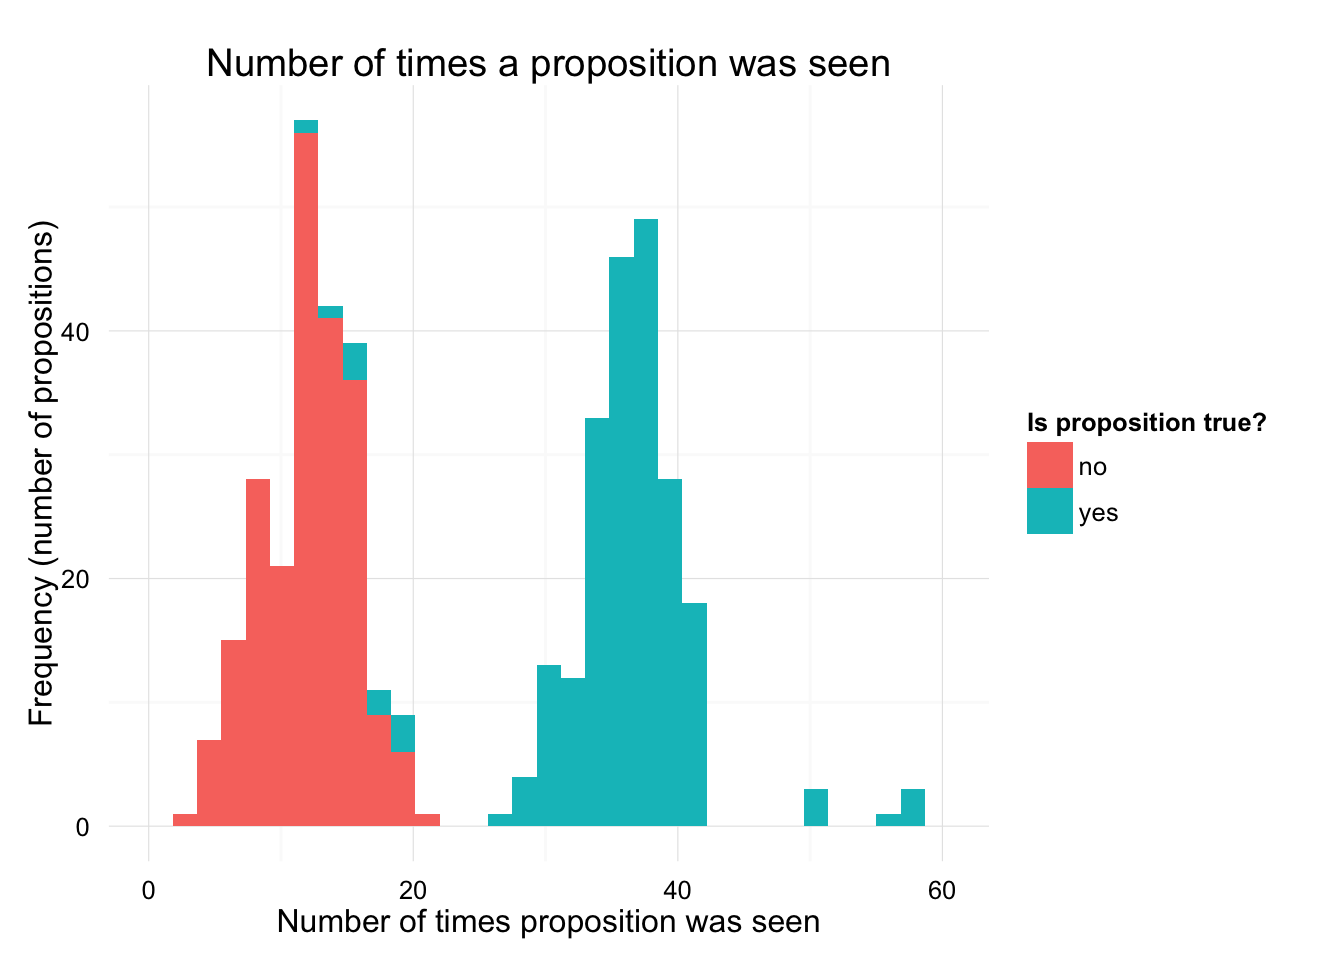 Number of times a proposition was seen
Frequency (number of propositions)
40
20
0
0
20
40
60
Number of times proposition was seen
Is proposition true?
no
yes